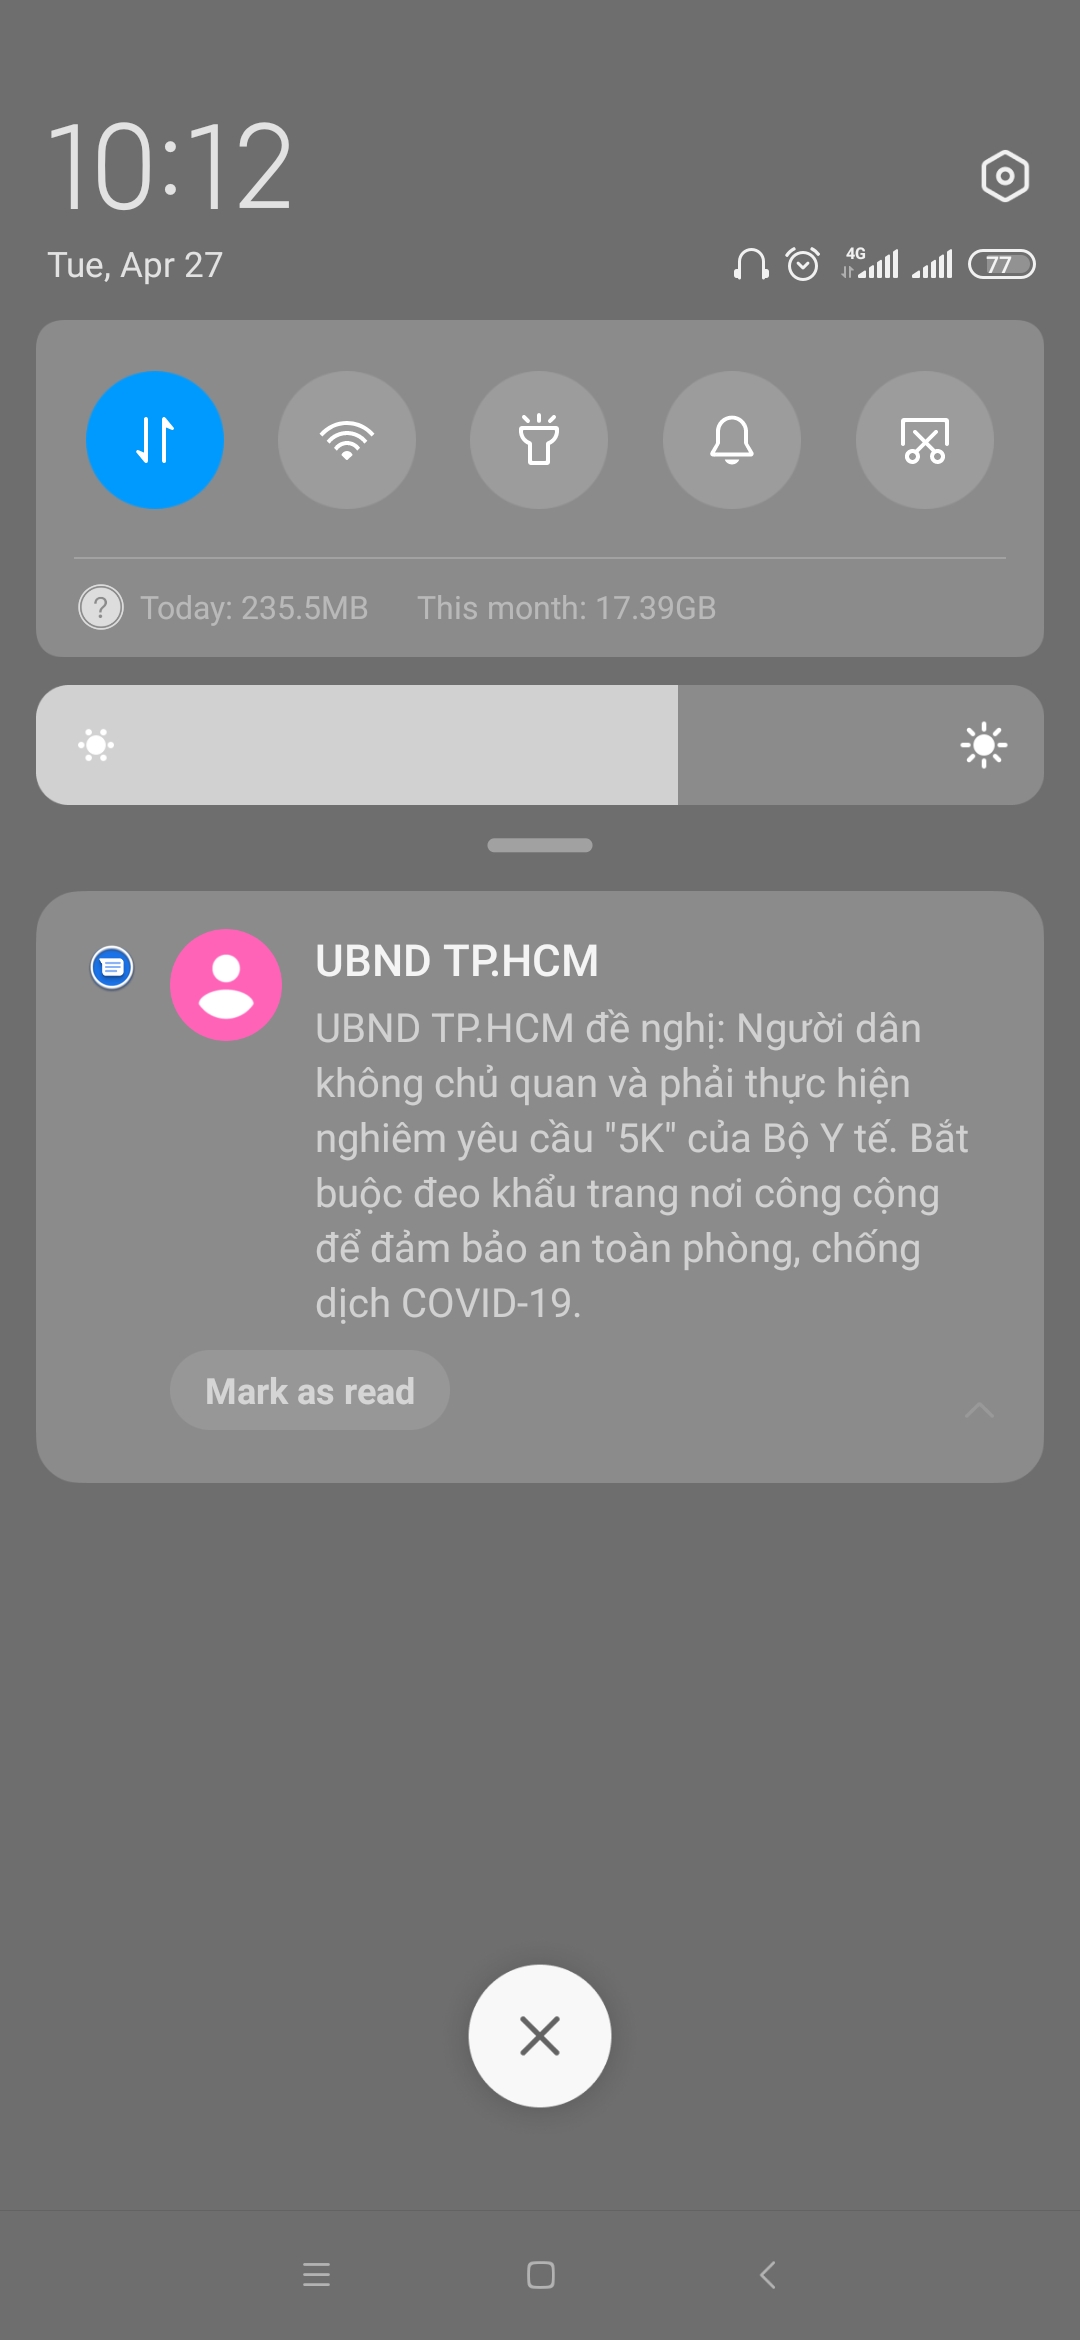 10:12
Tue, Apr 27
4G
77
?
Today: 235.5MB This month: 17.39GB
UBND TP.HCM
UBND TP.HCM đề nghị: Người dân
không chủ quan và phải thực hiện
nghiêm yêu cầu "5K" của Bộ Y tế. Bắt
buộc đeo khẩu trang nơi công cộng
để đảm bảo an toàn phòng, chống
dịch COVID-19.
Mark as read